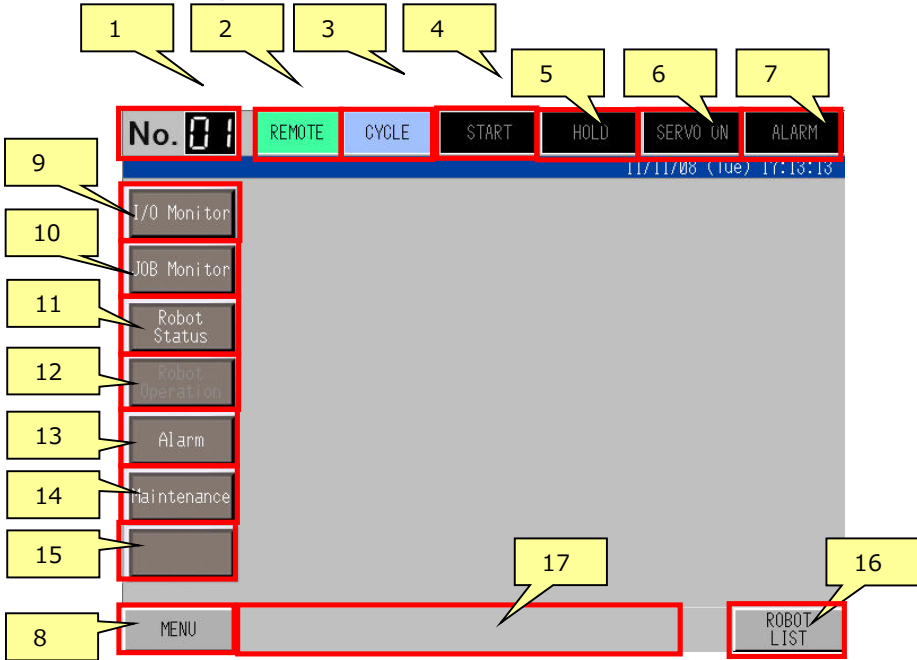 1
2
3
4
5
6
7
No. 01
REMOTE
CYCLE
START
HOLD
SERVO ON
ALARM
11/11/08 (Tue) 17:13:13
9
I/O Monitor
10
JOB Monitor
11
Robot
Status
12
Robot
Operation
13
Alarm
14
Maintenance
15
17
16
8
MENU
ROBOT
LIST